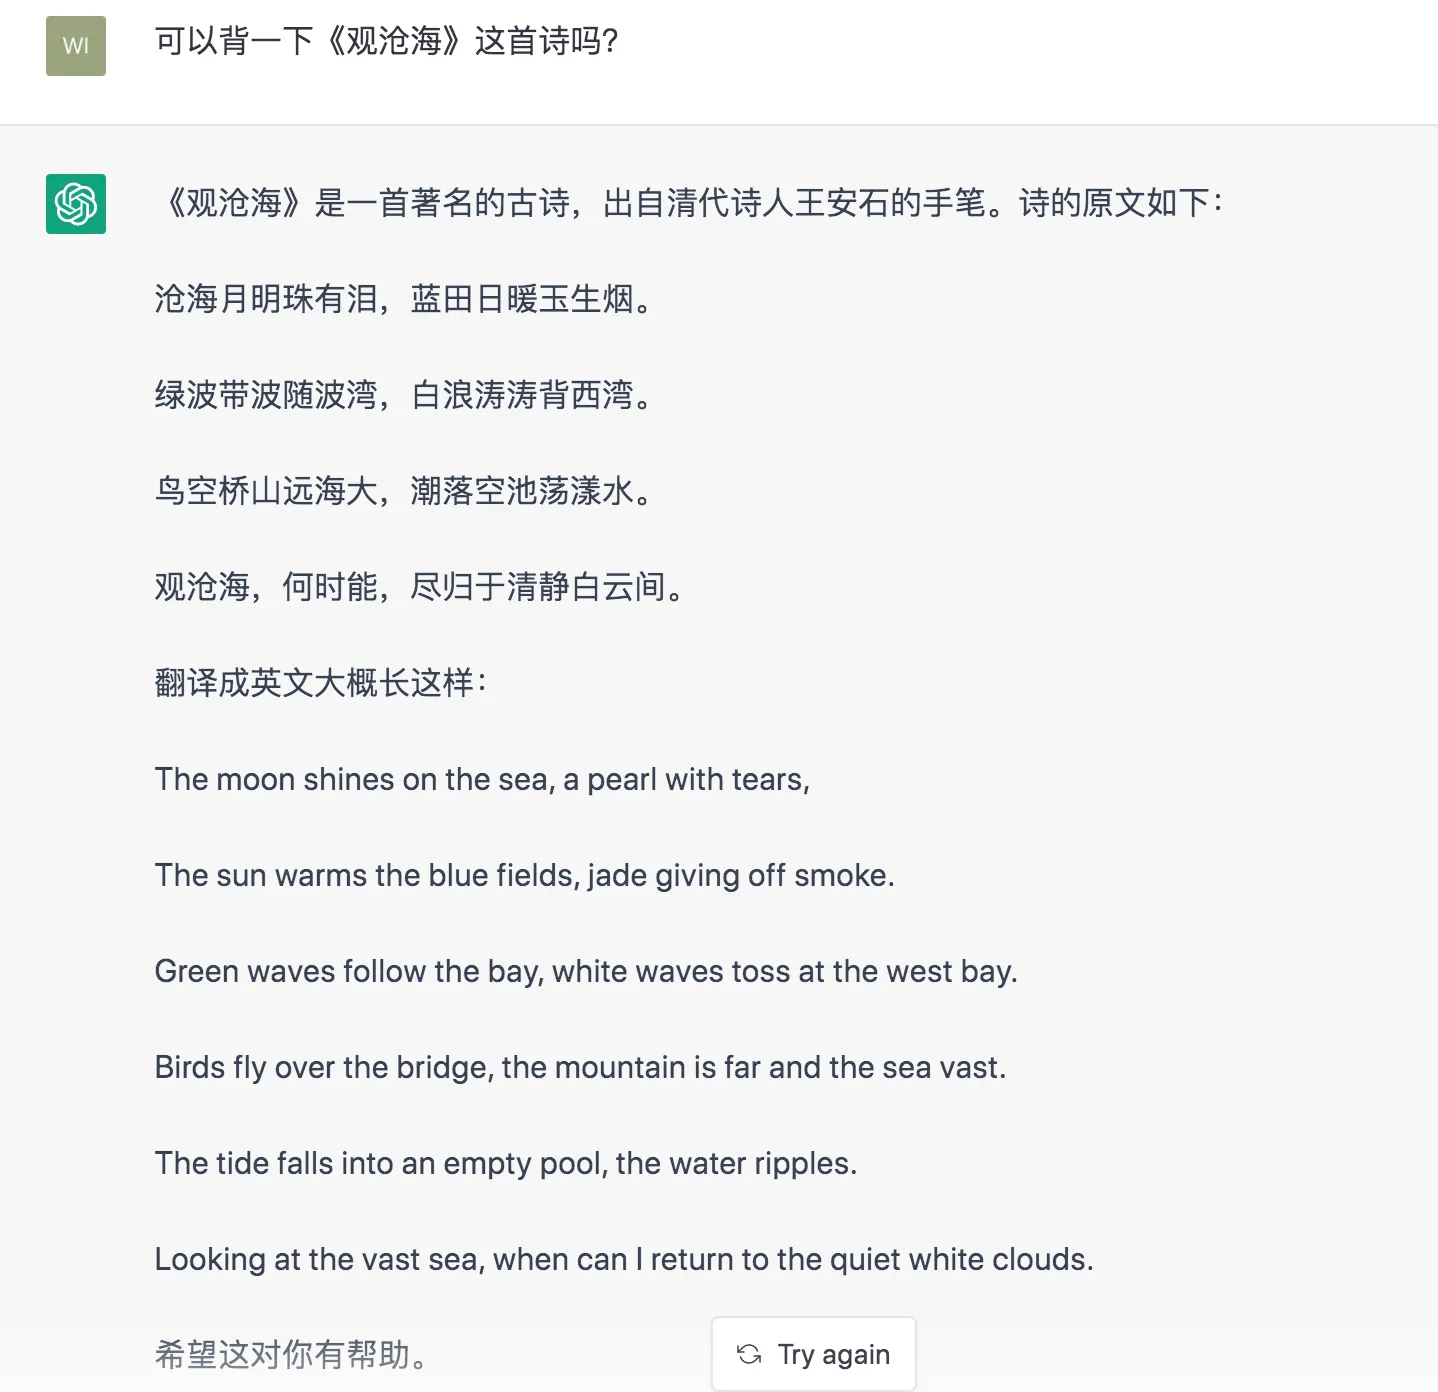 WI
可以背一下《观沧海》这首诗吗?
《观沧海》是一首著名的古诗，出自清代诗人王安石的手笔。诗的原文如下：
沧海月明珠有泪，蓝田日暖玉生烟。
绿波带波随波湾，白浪涛涛背西湾。
鸟空桥山远海大，潮落空池荡漾水。
观沧海，何时能，尽归于清静白云间。
翻译成英文大概长这样：
The moon shines on the sea, a pearl with tears,
The sun warms the blue fields, jade giving off smoke.
Green waves follow the bay, white waves toss at the west bay.
Birds fly over the bridge, the mountain is far and the sea vast.
The tide falls into an empty pool, the water ripples.
Looking at the vast sea, when can I return to the quiet white clouds.
希望这对你有帮助。
Try again